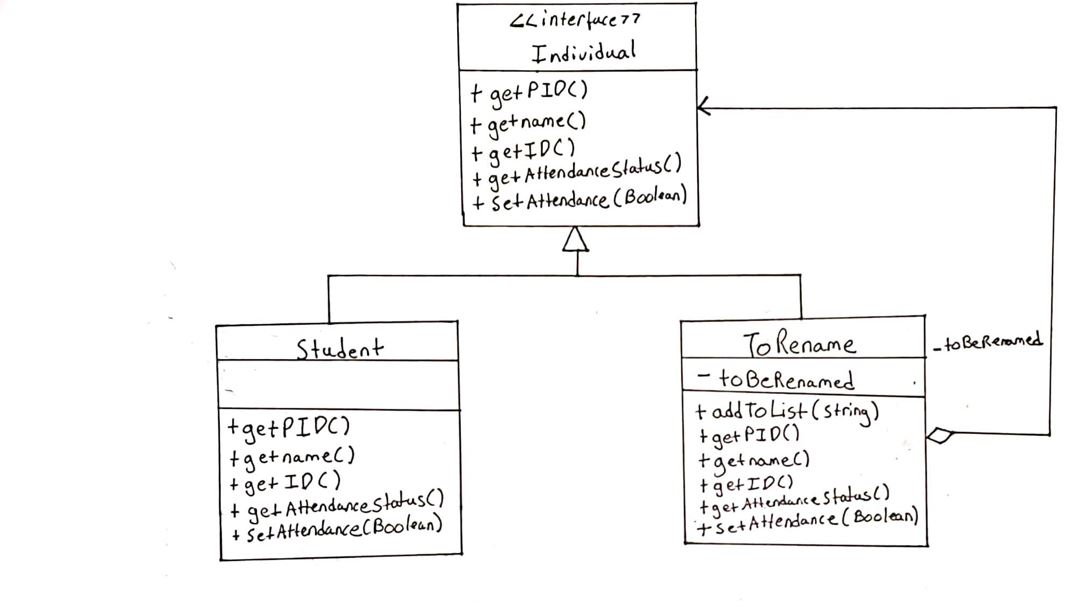 <<interface>>
Individual
+ getPID()
+ getname()
+ getID()
+ getAttendanceStatus()
+ setAttendance(Boolean)
Student
+getPID()
+getname()
+getID()
+ getAttendanceStatus()
+ SetAttendance(Boolean)
ToRename
- toBeRenamed
+ addToList(string)
+getPID()
+getname()
+getID()
+getAttendanceStatus()
+SetAttendance(Boolean)
-toBeRenamed